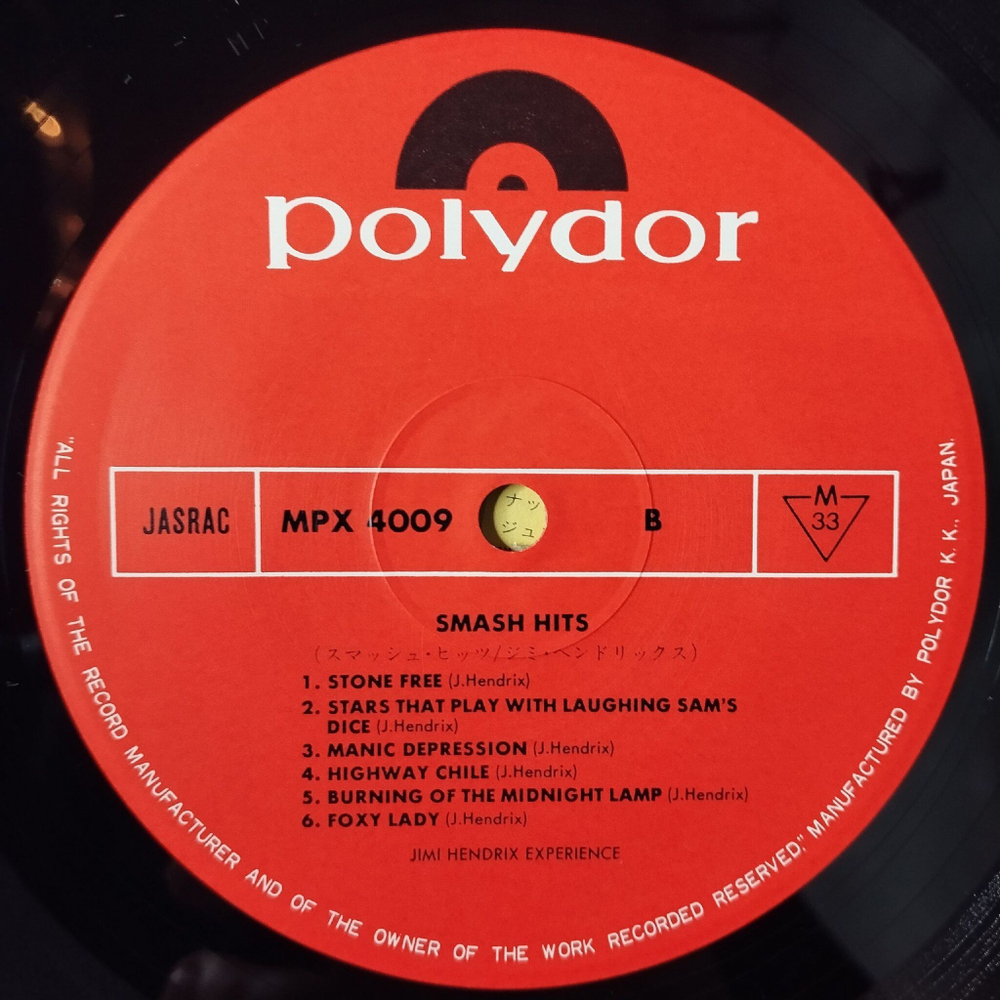 polydor
JASRAC
MPX 4009
ナッ
ジュ
B
M
33
SMASH HITS
(スマッシュ・ヒッツ/ジミ・ヘンドリックス)
1. STONE FREE (J.Hendrix)
2. STARS THAT PLAY WITH LAUGHING SAM'S
DICE (J.Hendrix)
3. MANIC DEPRESSION (J.Hendrix)
4. HIGHWAY CHILE (J.Hendrix)
5. BURNING OF THE MIDNIGHT LAMP (J.Hendrix)
6. FOXY LADY (J.Hendrix)
JIMI HENDRIX EXPERIENCE
"ALL RIGHTS OF THE RECORD MANUFACTURER AND OF THE OWNER OF THE WORK RECORDED RESERVED," MANUFACTURED BY POLYDOR K. K., JAPAN.